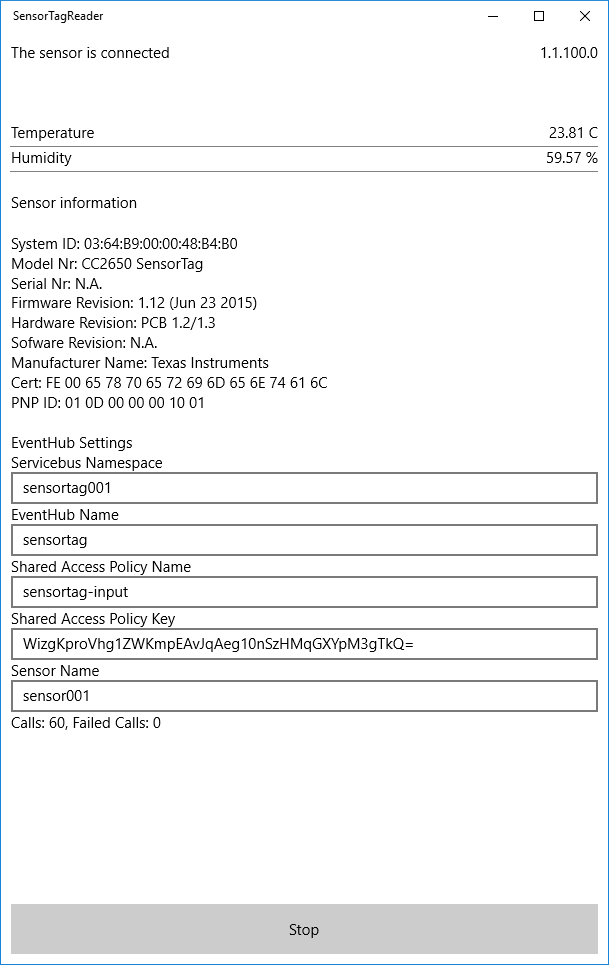 SensorTagReader
The sensor is connected 1.1.100.0
Temperature 23.81 C
Humidity 59.57 %
Sensor information
System ID: 03:64:B9:00:00:48:B4:B0
Model Nr: CC2650 SensorTag
Serial Nr: N.A.
Firmware Revision: 1.12 (Jun 23 2015)
Hardware Revision: PCB 1.2/1.3
Sofware Revision: N.A.
Manufacturer Name: Texas Instruments
Cert: FE 00 65 78 70 65 72 69 6D 65 6E 74 61 6C
PNP ID: 01 0D 00 00 00 10 01
EventHub Settings
Servicebus Namespace
sensortag001
EventHub Name
sensortag
Shared Access Policy Name
sensortag-input
Shared Access Policy Key
WizgKproVhg1ZWKmpEAvJqAeg10nSzHMqGXYpM3gTkQ=
Sensor Name
sensor001
Calls: 60, Failed Calls: 0
Stop